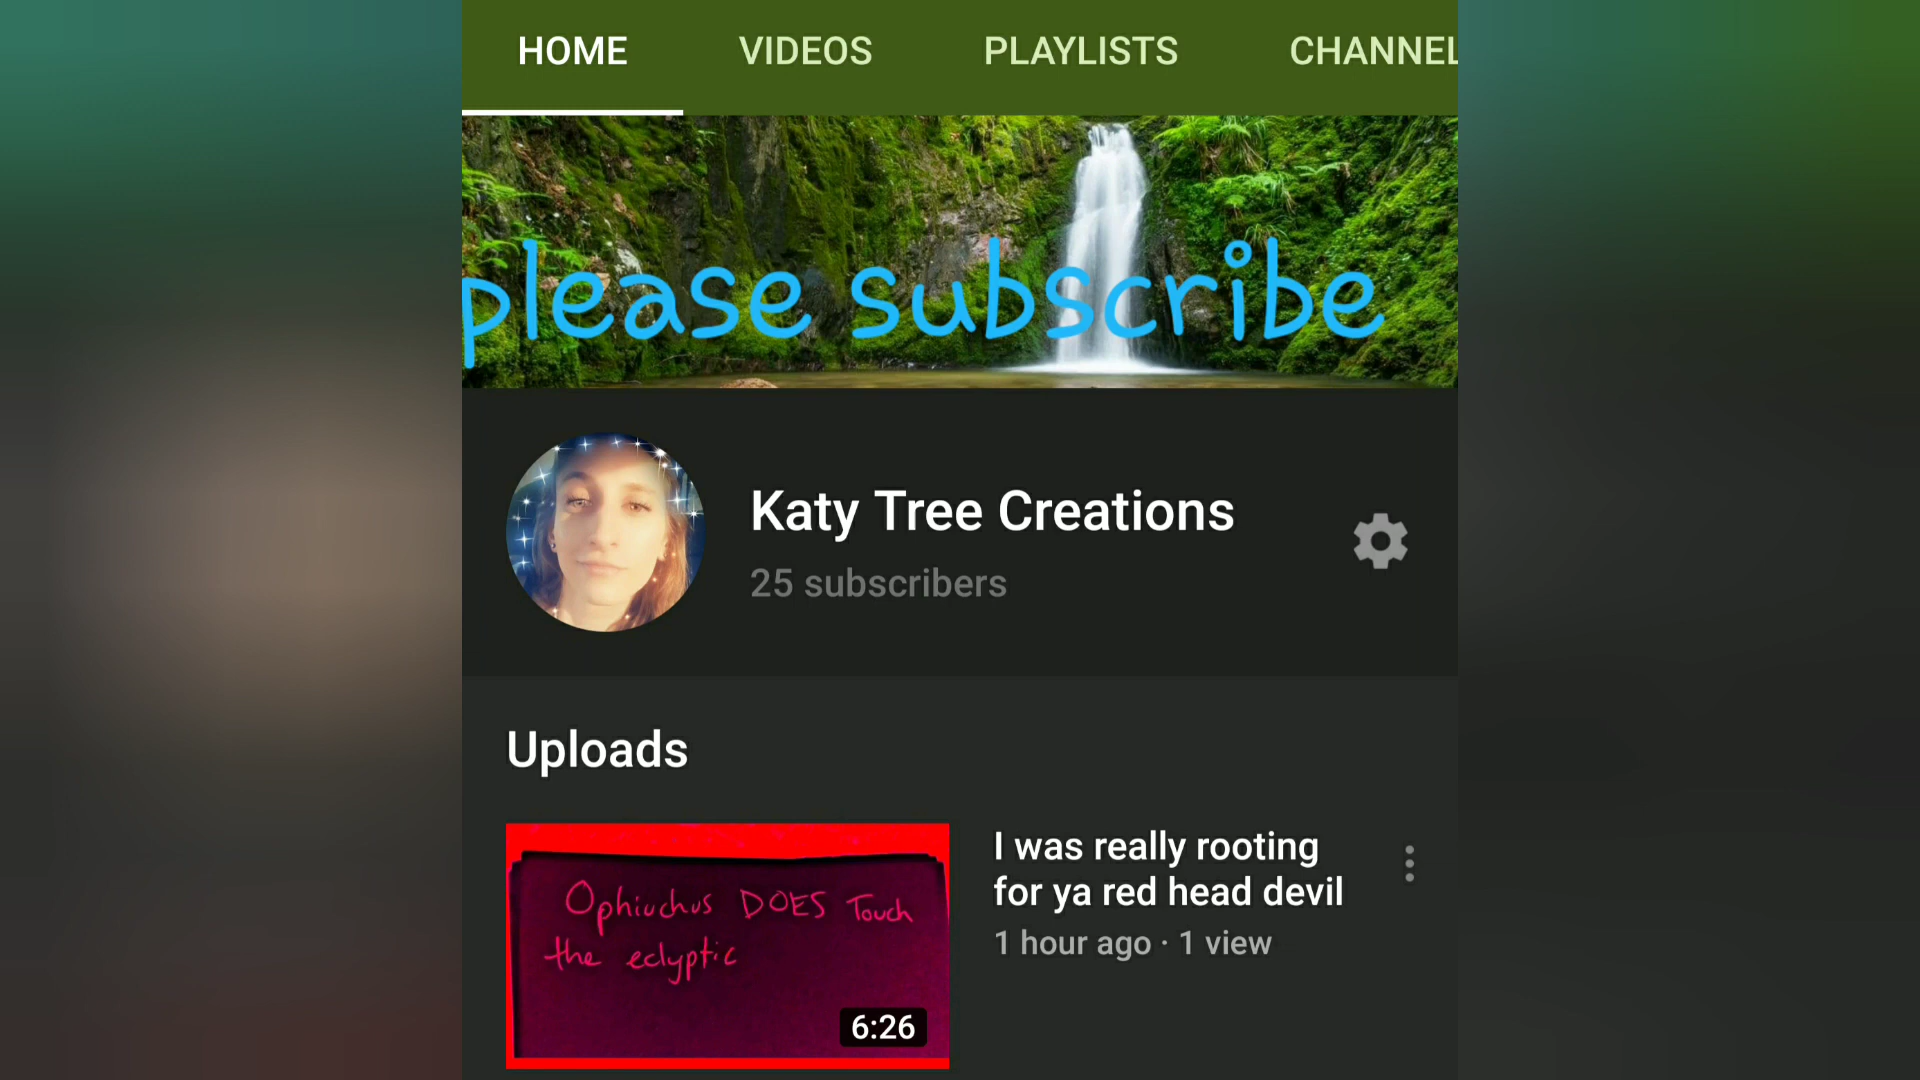 HOME VIDEOS PLAYLISTS CHANNEL
please subscribe
Katy Tree Creations
25 subscribers
Uploads
Ophiuchus DOES Touch
the eclyptic
6:26
I was really rooting
for ya red head devil
1 hour ago · 1 view